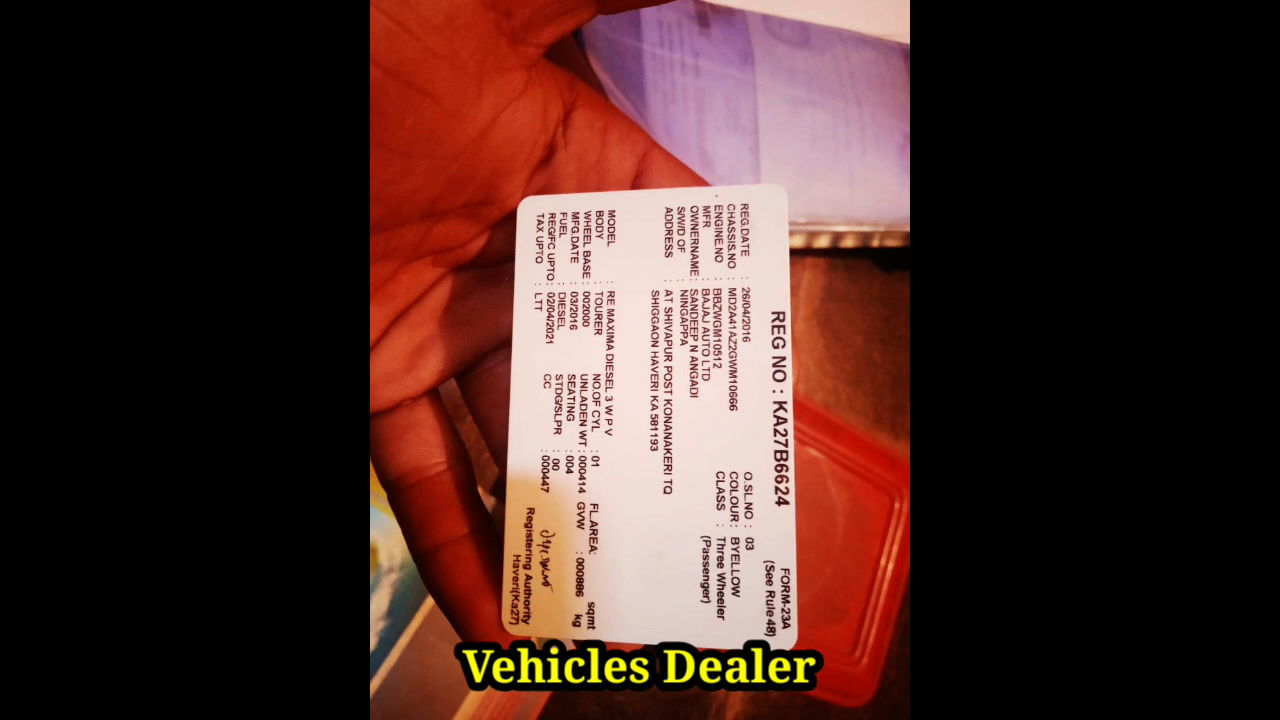 FORM-23A
(See Rule 48)
REG NO : KA27B6624
REG.DATE : 26/04/2016 O.SL.NO : 03
CHASSIS.NO : MD2A41AZ2GWM10666 COLOUR : BYELLOW
ENGINE.NO : BBZWGM10512 CLASS : Three Wheeler
MFR : BAJAJ AUTO LTD (Passenger)
OWNERNAME : SANDEEP N ANGADI
S/W/D OF : NINGAPPA
ADDRESS : AT SHIVAPUR POST KONANAKERI TQ
SHIGGAON HAVERI KA 581193
MODEL : RE MAXIMA DIESEL 3 W P V
BODY : TOURER NO.OF CYL : 01 FL.AREA: sqmt
WHEEL BASE : 002000 UNLADEN WT : 000414 GVW : 000886 kg
MFG.DATE : 03/2016 SEATING : 004
FUEL : DIESEL STDG/SLPR : 00
REG/FC UPTO : 02/04/2021 CC : 000447
TAX UPTO : LTT
Registering Authority
Haveri(Ka27)
Vehicles Dealer